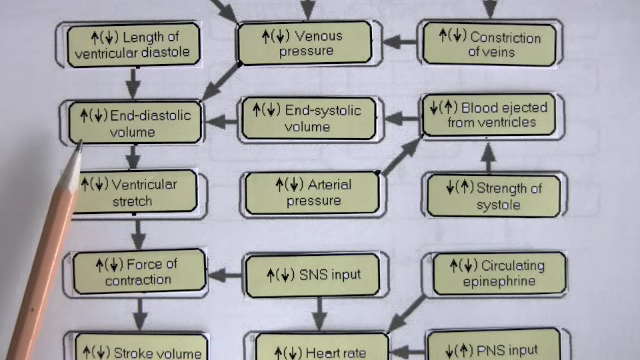 ↑(↓) Length of
ventricular diastole
↑(↓) Venous
pressure
↑(↓) Constriction
of veins
↑(↓) End-diastolic
volume
↑(↓) End-systolic
volume
↓(↑) Blood ejected
from ventricles
↑(↓) Ventricular
stretch
↑(↓) Arterial
pressure
↓(↑) Strength of
systole
↑(↓) Force of
contraction
↑(↓) SNS input
↑(↓) Circulating
epinephrine
↑(↓) Stroke volume
↑(↓) Heart rate
↓(↑) PNS input